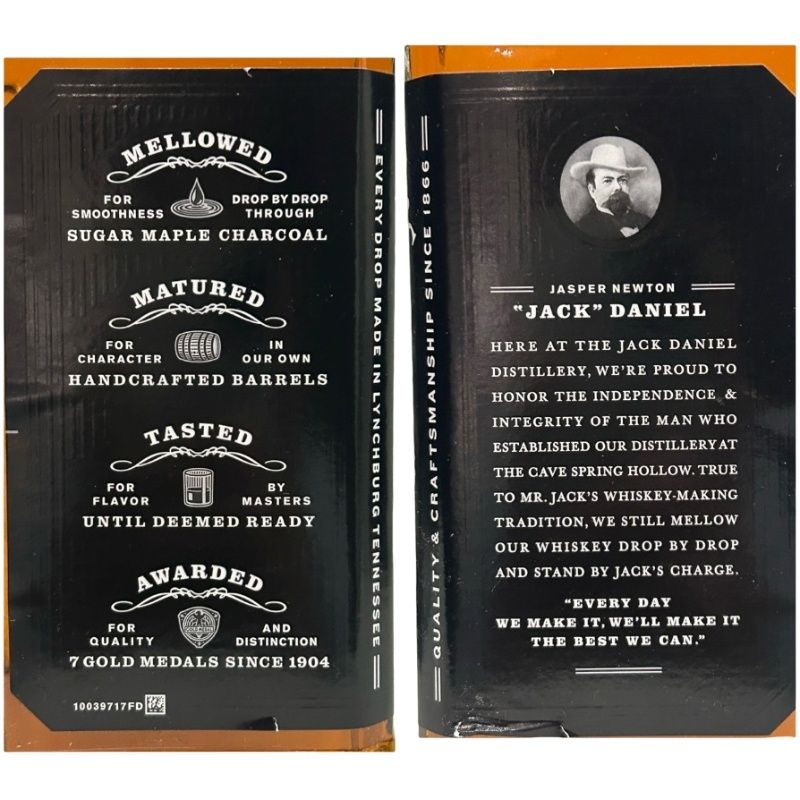 MELLOWED
FOR SMOOTHNESS
DROP BY DROP THROUGH
SUGAR MAPLE CHARCOAL
MATURED
FOR CHARACTER
IN OUR OWN
HANDCRAFTED BARRELS
TASTED
FOR FLAVOR
BY MASTERS
UNTIL DEEMED READY
AWARDED
FOR QUALITY
GOLD MEDAL
AND DISTINCTION
7 GOLD MEDALS SINCE 1904
10039717FD
EVERY DROP MADE IN LYNCHBURG TENNESSEE
QUALITY & CRAFTSMANSHIP SINCE 1866
JASPER NEWTON
"JACK" DANIEL
HERE AT THE JACK DANIEL
DISTILLERY, WE'RE PROUD TO
HONOR THE INDEPENDENCE &
INTEGRITY OF THE MAN WHO
ESTABLISHED OUR DISTILLERY AT
THE CAVE SPRING HOLLOW. TRUE
TO MR. JACK'S WHISKEY-MAKING
TRADITION, WE STILL MELLOW
OUR WHISKEY DROP BY DROP
AND STAND BY JACK'S CHARGE.
"EVERY DAY
WE MAKE IT, WE'LL MAKE IT
THE BEST WE CAN."